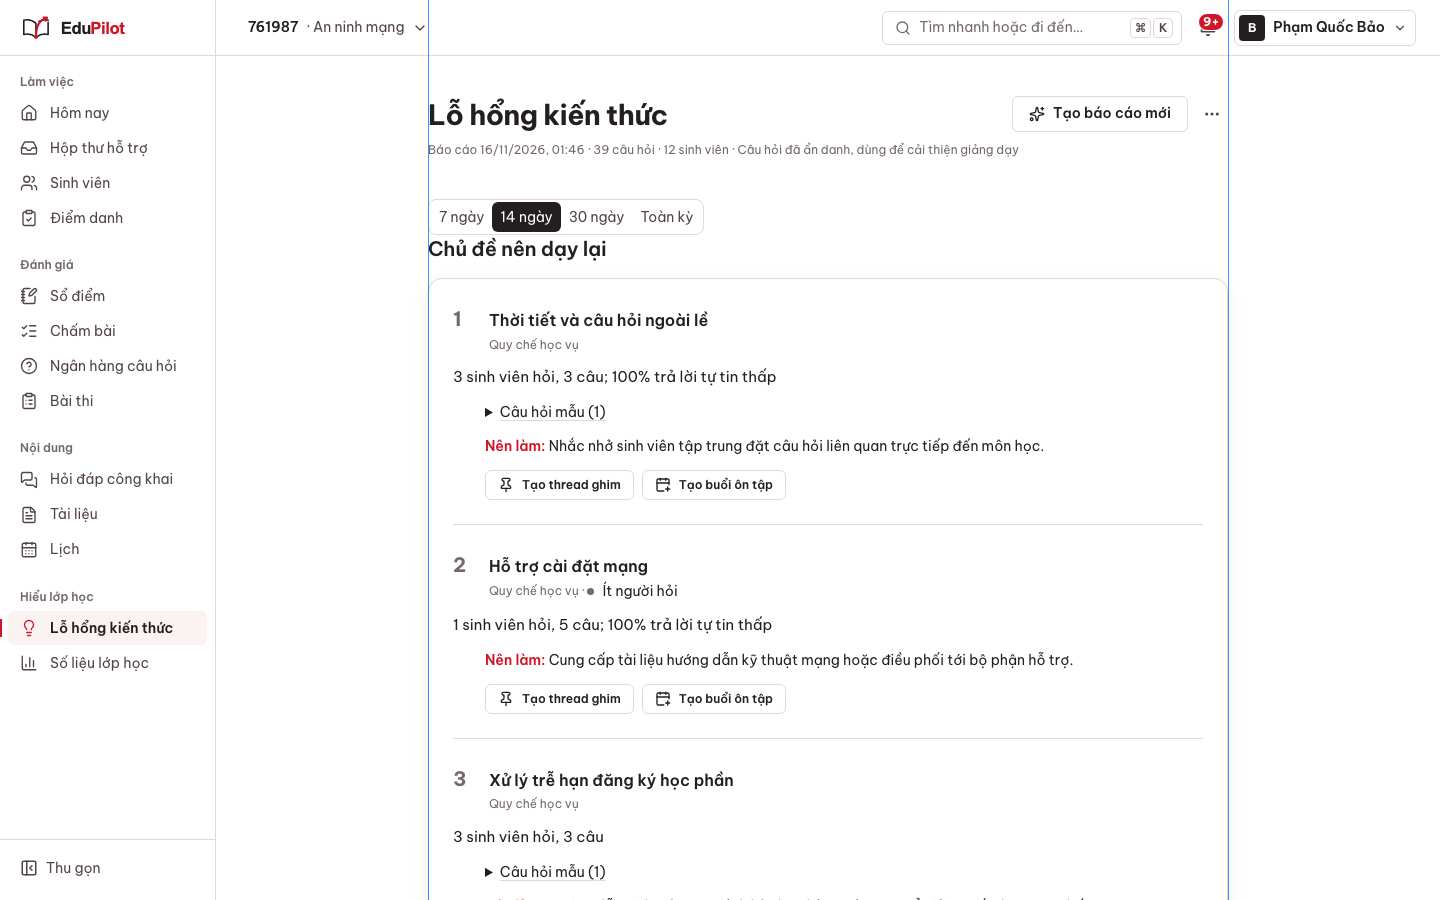 EduPilot
761987 · An ninh mạng
Tìm nhanh hoặc đi đến...
⌘ K
9+
B Phạm Quốc Bảo
Làm việc
Hôm nay
Hộp thư hỗ trợ
Sinh viên
Điểm danh
Đánh giá
Sổ điểm
Chấm bài
Ngân hàng câu hỏi
Bài thi
Nội dung
Hỏi đáp công khai
Tài liệu
Lịch
Hiểu lớp học
Lỗ hổng kiến thức
Số liệu lớp học
Thu gọn
Lỗ hổng kiến thức
Tạo báo cáo mới
Báo cáo 16/11/2026, 01:46 · 39 câu hỏi · 12 sinh viên · Câu hỏi đã ẩn danh, dùng để cải thiện giảng dạy
7 ngày 14 ngày 30 ngày Toàn kỳ
Chủ đề nên dạy lại
1 Thời tiết và câu hỏi ngoài lề
Quy chế học vụ
3 sinh viên hỏi, 3 câu; 100% trả lời tự tin thấp
Câu hỏi mẫu (1)
Nên làm: Nhắc nhở sinh viên tập trung đặt câu hỏi liên quan trực tiếp đến môn học.
Tạo thread ghim Tạo buổi ôn tập
2 Hỗ trợ cài đặt mạng
Quy chế học vụ · Ít người hỏi
1 sinh viên hỏi, 5 câu; 100% trả lời tự tin thấp
Nên làm: Cung cấp tài liệu hướng dẫn kỹ thuật mạng hoặc điều phối tới bộ phận hỗ trợ.
Tạo thread ghim Tạo buổi ôn tập
3 Xử lý trễ hạn đăng ký học phần
Quy chế học vụ
3 sinh viên hỏi, 3 câu
Câu hỏi mẫu (1)